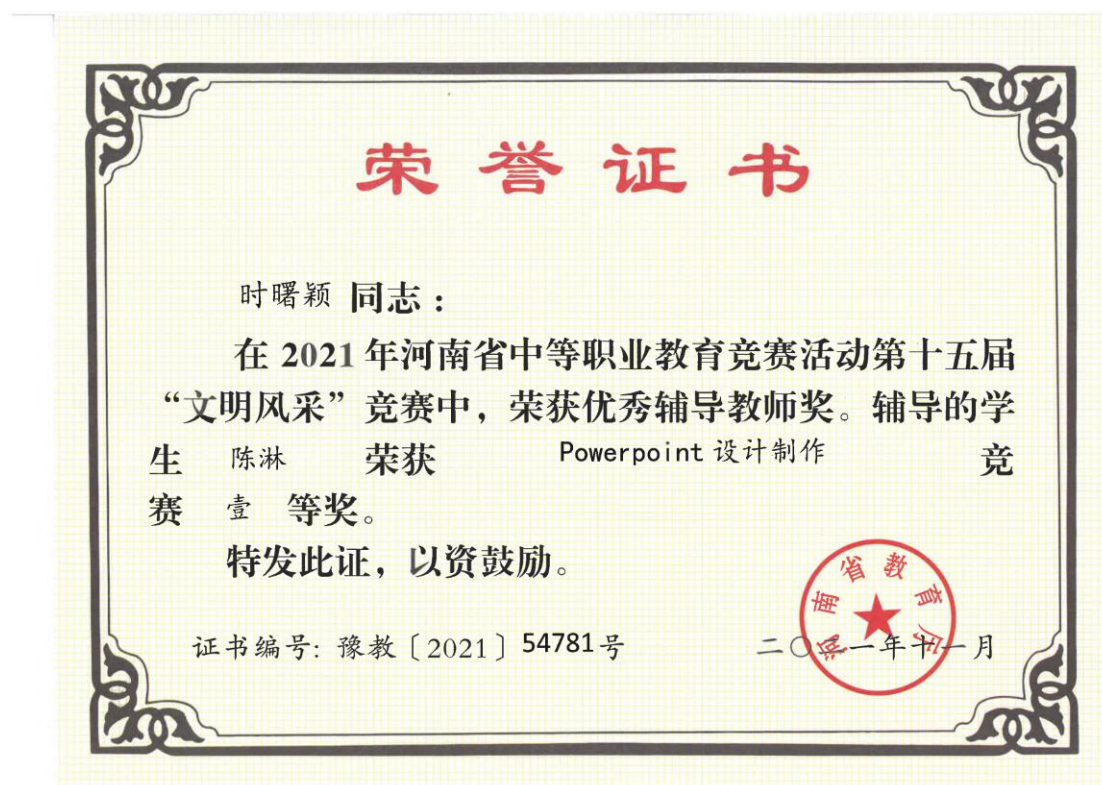 荣誉证书
时曙颖 同志：
在 2021 年河南省中等职业教育竞赛活动第十五届
“文明风采”竞赛中，荣获优秀辅导教师奖。辅导的学
生 陈淋 荣获 Powerpoint 设计制作 竞
赛 壹 等奖。
特发此证，以资鼓励。
河南省教育厅
证书编号: 豫教〔2021〕54781号 二〇二一年十一月